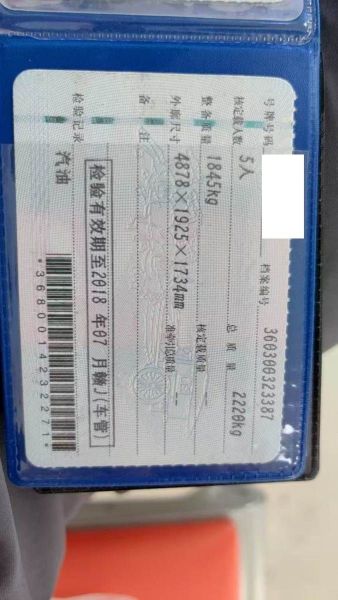 号牌号码 档案编号 360300323387
核定载人数 5人 总质量 2220kg
整备质量 1845kg 核定载质量 --
外廓尺寸 4878×1925×1734mm 准牵引总质量 --
备注
检验有效期至2018年07月赣J(车管)
检验记录
汽油
*3680014232271*